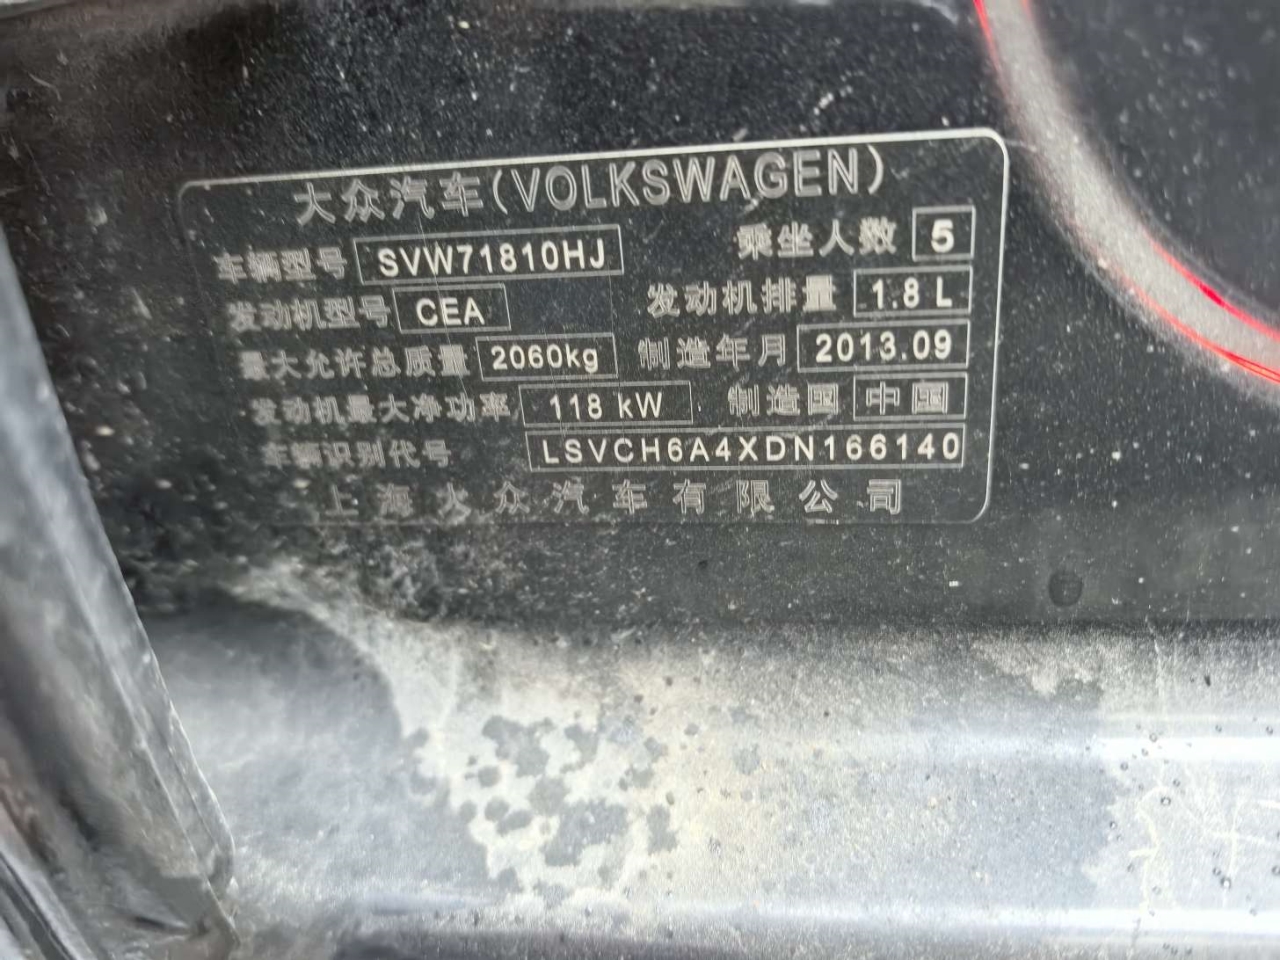 大众汽车(VOLKSWAGEN)
车辆型号 SVW71810HJ 乘坐人数 5
发动机型号 CEA 发动机排量 1.8 L
最大允许总质量 2060kg 制造年月 2013.09
发动机最大净功率 118 kW 制造国 中国
车辆识别代号 LSVCH6A4XDN166140
上海大众汽车有限公司